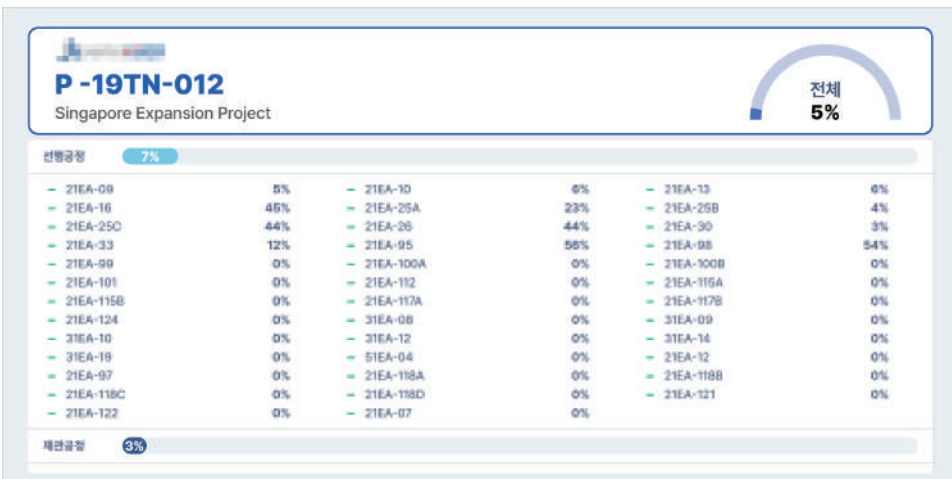 P -19TN-012
Singapore Expansion Project
전체
5%
선행공정 7%
21EA-09 5% 21EA-10 6% 21EA-13 6%
21EA-16 45% 21EA-25A 23% 21EA-25B 4%
21EA-25C 44% 21EA-26 44% 21EA-30 3%
21EA-33 12% 21EA-95 56% 21EA-98 54%
21EA-99 0% 21EA-100A 0% 21EA-100B 0%
21EA-101 0% 21EA-112 0% 21EA-115A 0%
21EA-115B 0% 21EA-117A 0% 21EA-117B 0%
21EA-124 0% 31EA-08 0% 31EA-09 0%
31EA-10 0% 31EA-12 0% 31EA-14 0%
31EA-19 0% 51EA-04 0% 21EA-12 0%
21EA-97 0% 21EA-118A 0% 21EA-118B 0%
21EA-118C 0% 21EA-118D 0% 21EA-121 0%
21EA-122 0% 21EA-07 0%
제관공정 3%